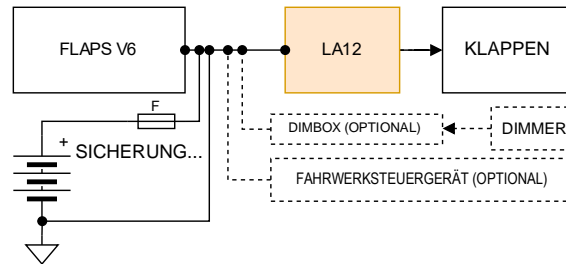 FLAPS V6
LA12
KLAPPEN
F
+
SICHERUNG...
DIMBOX (OPTIONAL)
DIMMER
FAHRWERKSTEUERGERÄT (OPTIONAL)